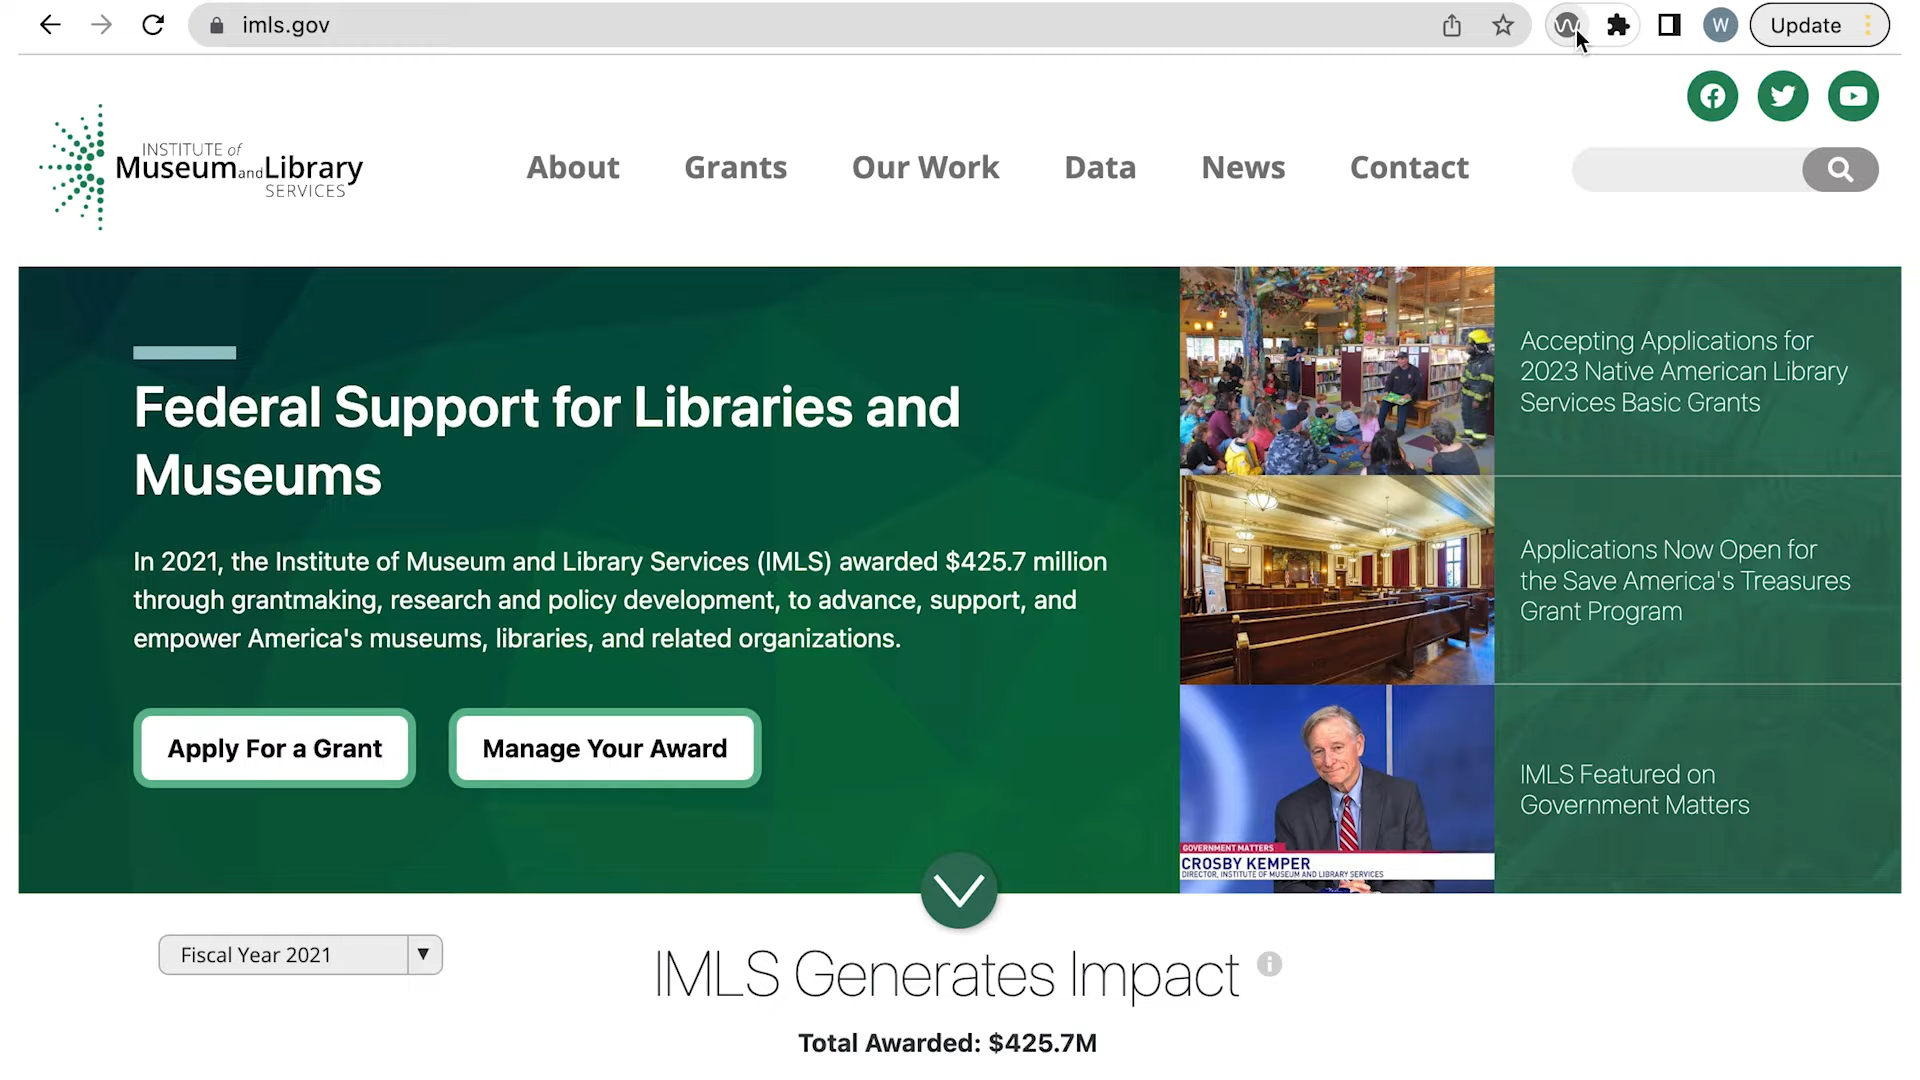 imls.gov
W
Update
INSTITUTE of
Museum and Library
SERVICES
About
Grants
Our Work
Data
News
Contact
Federal Support for Libraries and
Museums
In 2021, the Institute of Museum and Library Services (IMLS) awarded $425.7 million
through grantmaking, research and policy development, to advance, support, and
empower America's museums, libraries, and related organizations.
Apply For a Grant
Manage Your Award
Accepting Applications for
2023 Native American Library
Services Basic Grants
Applications Now Open for
the Save America's Treasures
Grant Program
GOVERNMENT MATTERS
CROSBY KEMPER
DIRECTOR, INSTITUTE OF MUSEUM AND LIBRARY SERVICES
IMLS Featured on
Government Matters
Fiscal Year 2021
IMLS Generates Impact
Total Awarded: $425.7M